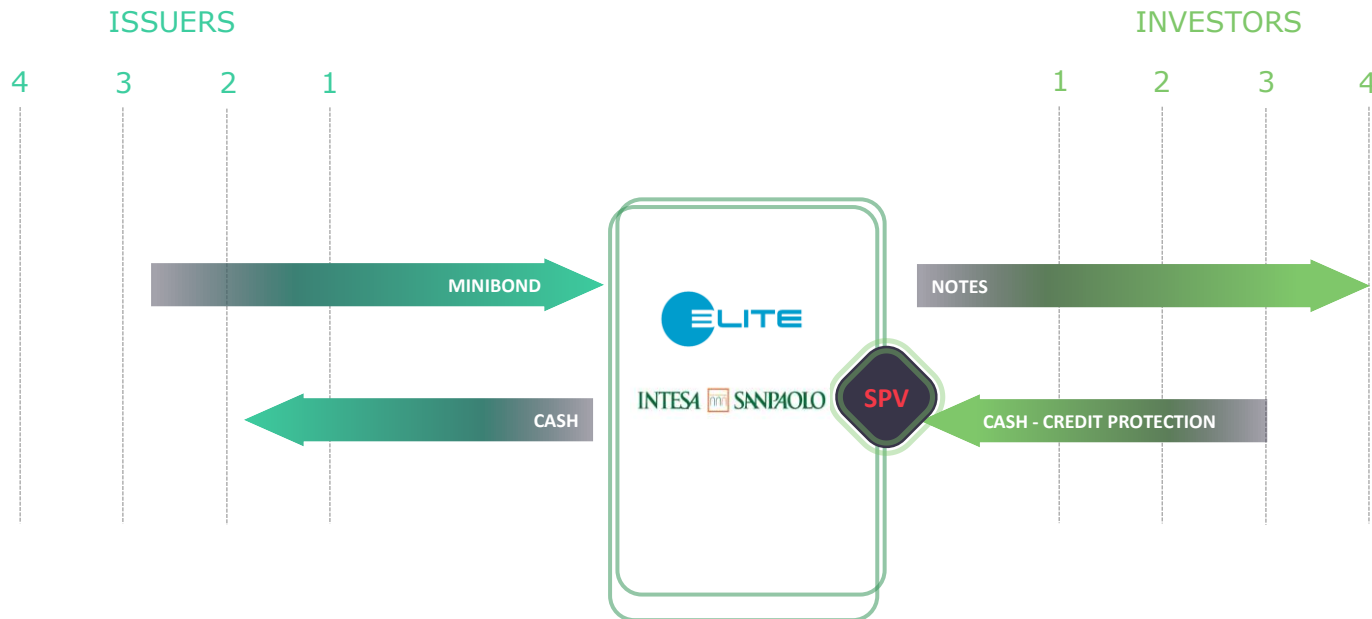 ISSUERS
INVESTORS
4 3 2 1
1 2 3 4
MINIBOND
NOTES
ELITE
INTESA SANPAOLO
SPV
CASH
CASH - CREDIT PROTECTION